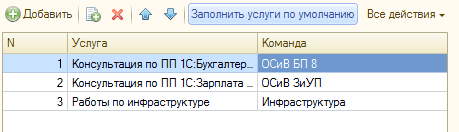 Добавить Заполнить услуги по умолчанию Все действия
N Услуга Команда
1 Консультация по ПП 1С:Бухгалтер... ОСиВ БП 8
2 Консультация по ПП 1С:Зарплата ... ОСиВ ЗиУП
3 Работы по инфраструктуре Инфраструктура